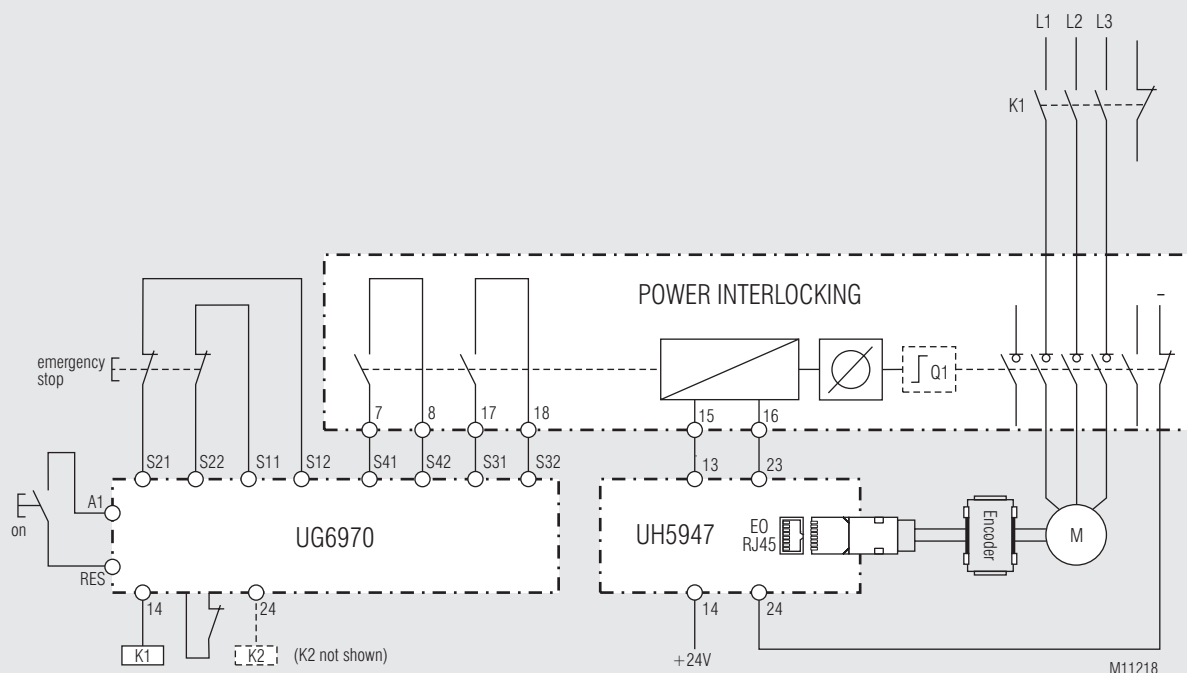 L1 L2 L3
K1
POWER INTERLOCKING
Q1
emergency
stop
7 8 17 18 15 16
S21 S22 S11 S12 S41 S42 S31 S32 13 23
A1
on
RES
UG6970
UH5947
EO
RJ45
Encoder
M
14 24 14 24
K1 K2 (K2 not shown)
+24V
M11218